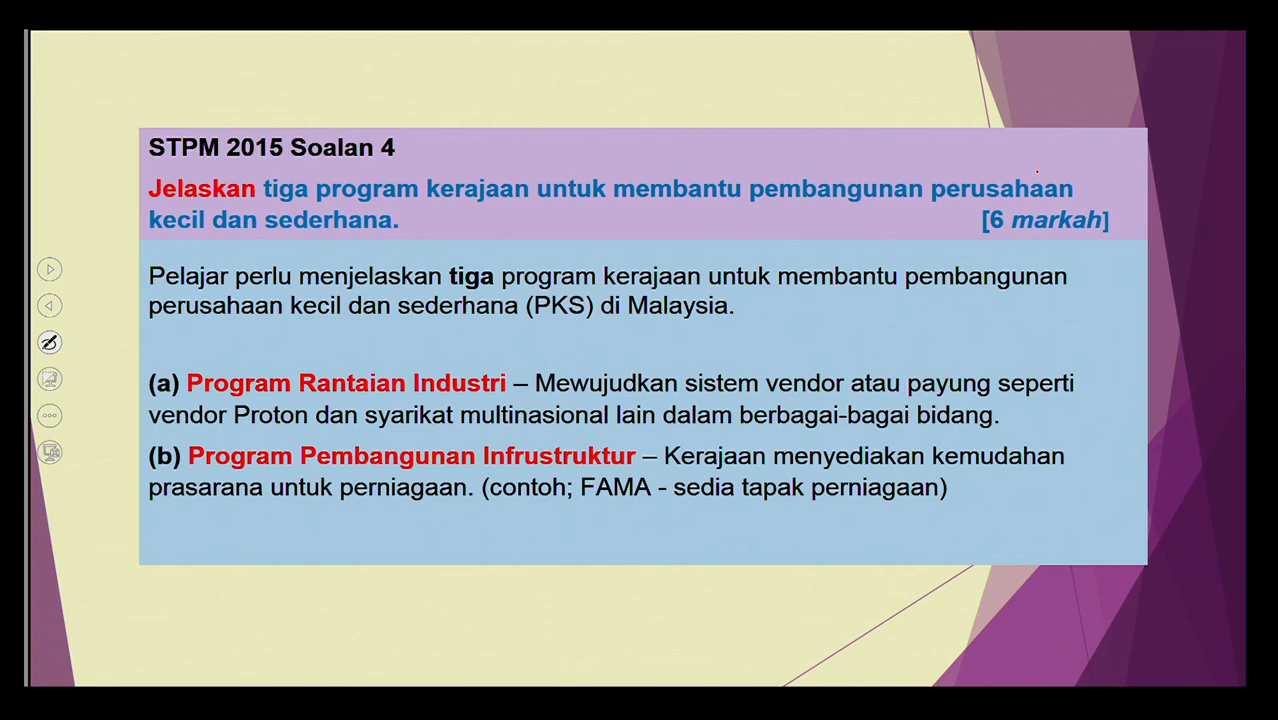 STPM 2015 Soalan 4
Jelaskan tiga program kerajaan untuk membantu pembangunan perusahaan
kecil dan sederhana. [6 markah]
Pelajar perlu menjelaskan tiga program kerajaan untuk membantu pembangunan
perusahaan kecil dan sederhana (PKS) di Malaysia.
(a) Program Rantaian Industri – Mewujudkan sistem vendor atau payung seperti
vendor Proton dan syarikat multinasional lain dalam berbagai-bagai bidang.
(b) Program Pembangunan Infrustruktur – Kerajaan menyediakan kemudahan
prasarana untuk perniagaan. (contoh; FAMA - sedia tapak perniagaan)